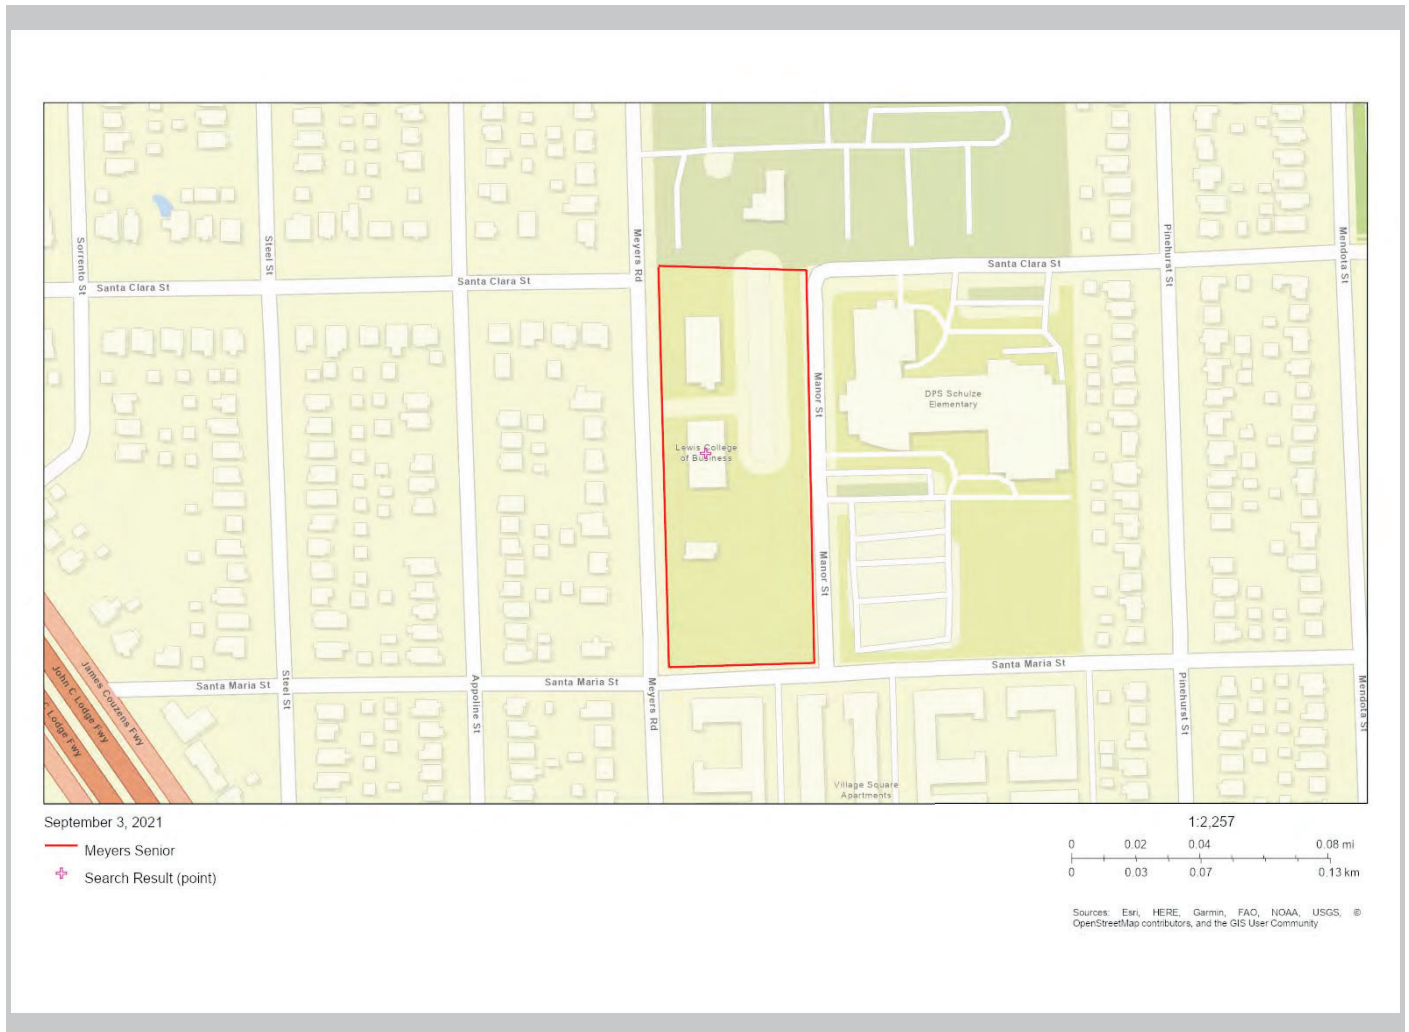 Sorrento St
Steel St
Meyers Rd
Pinehurst St
Mendota St
Santa Clara St
Santa Clara St
Santa Clara St
Manor St
DPS Schulze
Elementary
Lewis College
of Business
Manor St
James Couzens Fwy
John C Lodge Fwy
C Lodge Fwy
Santa Maria St
Steel St
Appoline St
Santa Maria St
Meyers Rd
Santa Maria St
Pinehurst St
Mendota St
Village Square
Apartments
September 3, 2021
Meyers Senior
Search Result (point)
1:2,257
0 0.02 0.04 0.08 mi
0 0.03 0.07 0.13 km
Sources: Esri, HERE, Garmin, FAO, NOAA, USGS, ©
OpenStreetMap contributors, and the GIS User Community